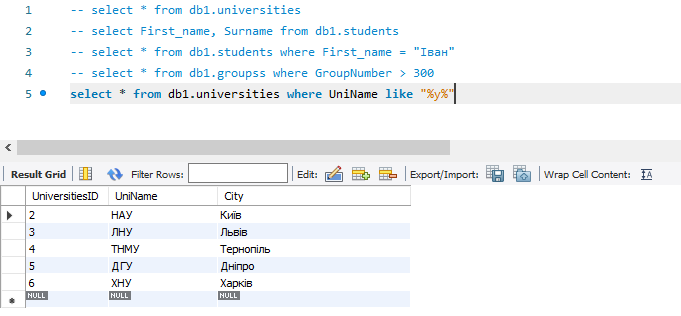 1 -- select * from db1.universities
2 -- select First_name, Surname from db1.students
3 -- select * from db1.students where First_name = "Іван"
4 -- select * from db1.groupss where GroupNumber > 300
5 select * from db1.universities where UniName like "%у%"
Result Grid Filter Rows: Edit: Export/Import: Wrap Cell Content:
UniversitiesID UniName City
2 НАУ Київ
3 ЛНУ Львів
4 ТНМУ Тернопіль
5 ДГУ Дніпро
6 ХНУ Харків
NULL NULL NULL